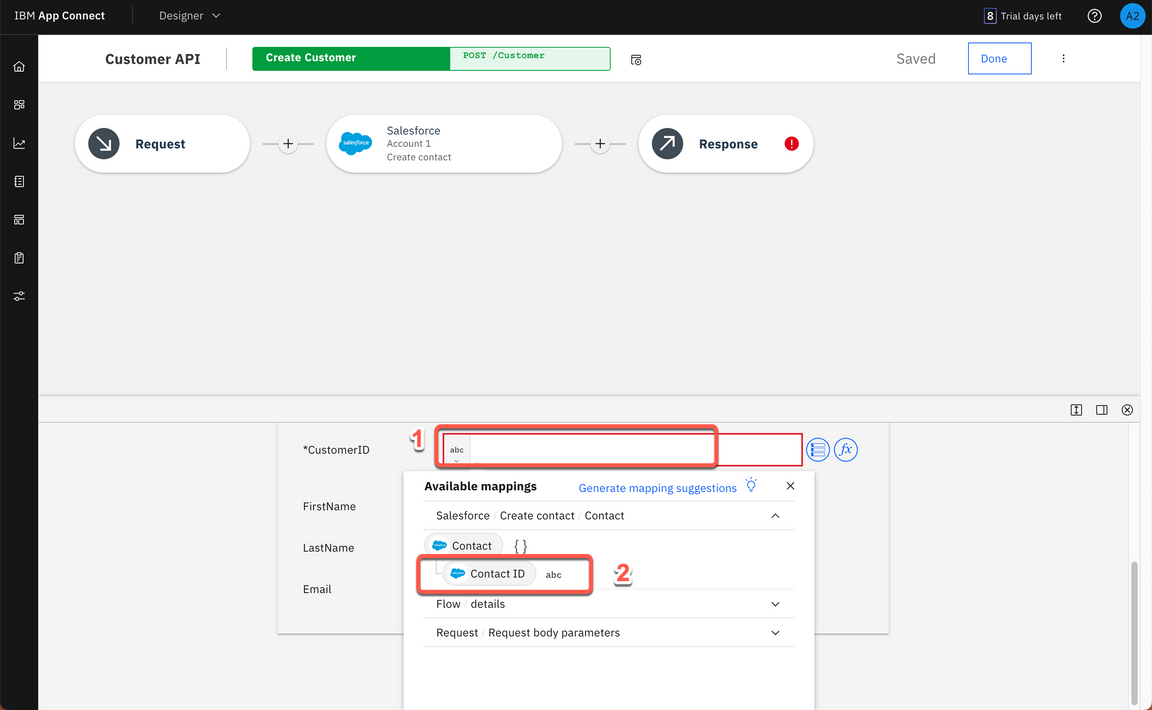 IBM App Connect
Designer
8 Trial days left
A2
Customer API
Create Customer
POST /Customer
Saved
Done
Request
salesforce
Salesforce
Account 1
Create contact
Response
*CustomerID
1
abc
fx
Available mappings
Generate mapping suggestions
Salesforce / Create contact / Contact
FirstName
Contact { }
LastName
Contact ID abc
2
Email
Flow / details
Request / Request body parameters